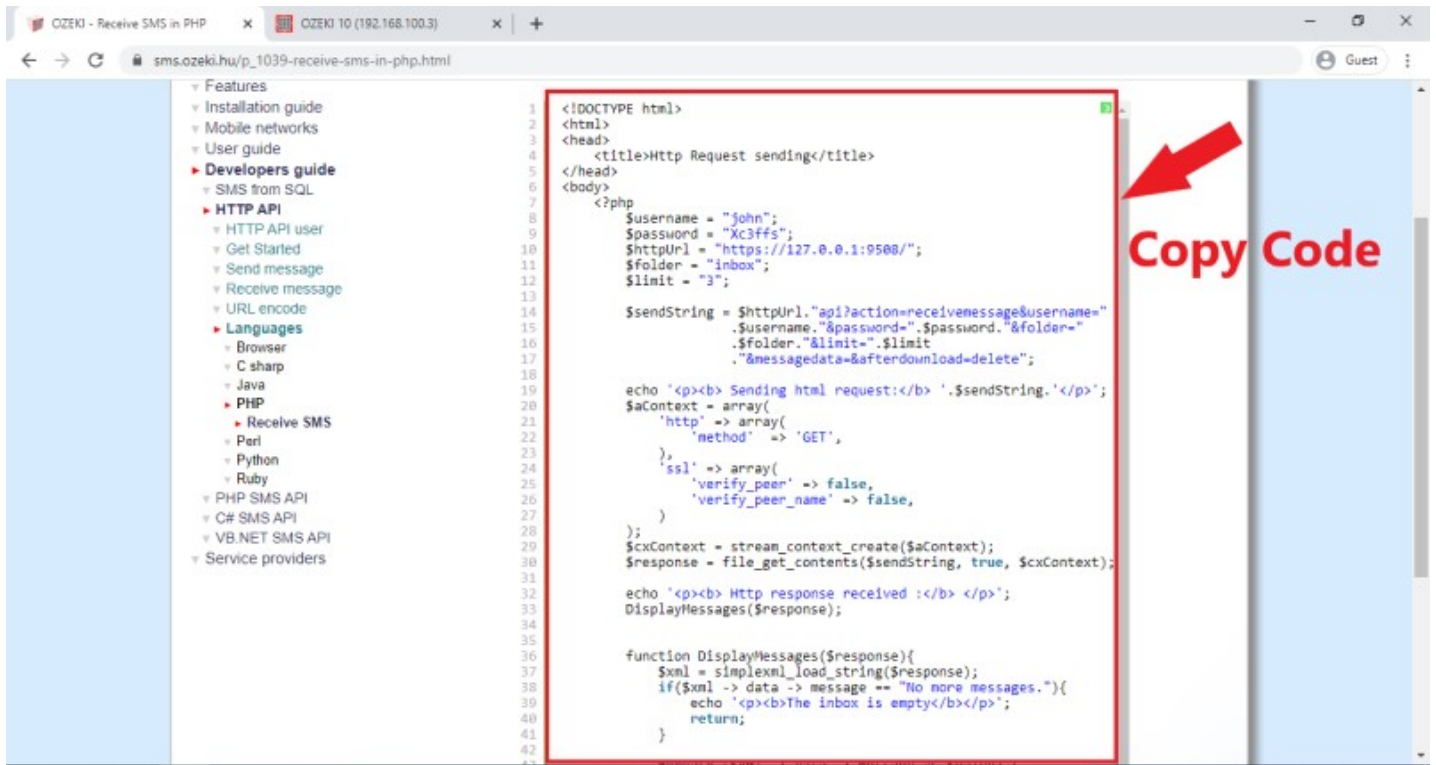 OZEKI - Receive SMS in PHP
OZEKI 10 (192.168.100.3)
sms.ozeki.hu/p_1039-receive-sms-in-php.html
Guest
Features
Installation guide
Mobile networks
User guide
Developers guide
SMS from SQL
HTTP API
HTTP API user
Get Started
Send message
Receive message
URL encode
Languages
Browser
C sharp
Java
PHP
Receive SMS
Perl
Python
Ruby
PHP SMS API
C# SMS API
VB.NET SMS API
Service providers
1 <!DOCTYPE html>
2 <html>
3 <head>
4     <title>Http Request sending</title>
5 </head>
6 <body>
7     <?php
8         $username = "john";
9         $password = "Xc3ffs";
10         $httpUrl = "https://127.0.0.1:9508/";
11         $folder = "inbox";
12         $limit = "3";
13
14         $sendString = $httpUrl."api?action=receivemessage&username="
15                     .$username."&password=".$password."&folder="
16                     .$folder."&limit=".$limit
17                     ."&messagedata=&afterdownload=delete";
18
19         echo '<p><b> Sending html request:</b> '.$sendString.'</p>';
20         $aContext = array(
21             'http' => array(
22                 'method'  => 'GET',
23             ),
24             'ssl' => array(
25                 'verify_peer' => false,
26                 'verify_peer_name' => false,
27             )
28         );
29         $cxContext = stream_context_create($aContext);
30         $response = file_get_contents($sendString, true, $cxContext);
31
32         echo '<p><b> Http response received :</b> </p>';
33         DisplayMessages($response);
34
35
36         function DisplayMessages($response){
37             $xml = simplexml_load_string($response);
38             if($xml -> data -> message == "No more messages."){
39                 echo '<p><b>The inbox is empty</b></p>';
40                 return;
41             }
42
Copy Code